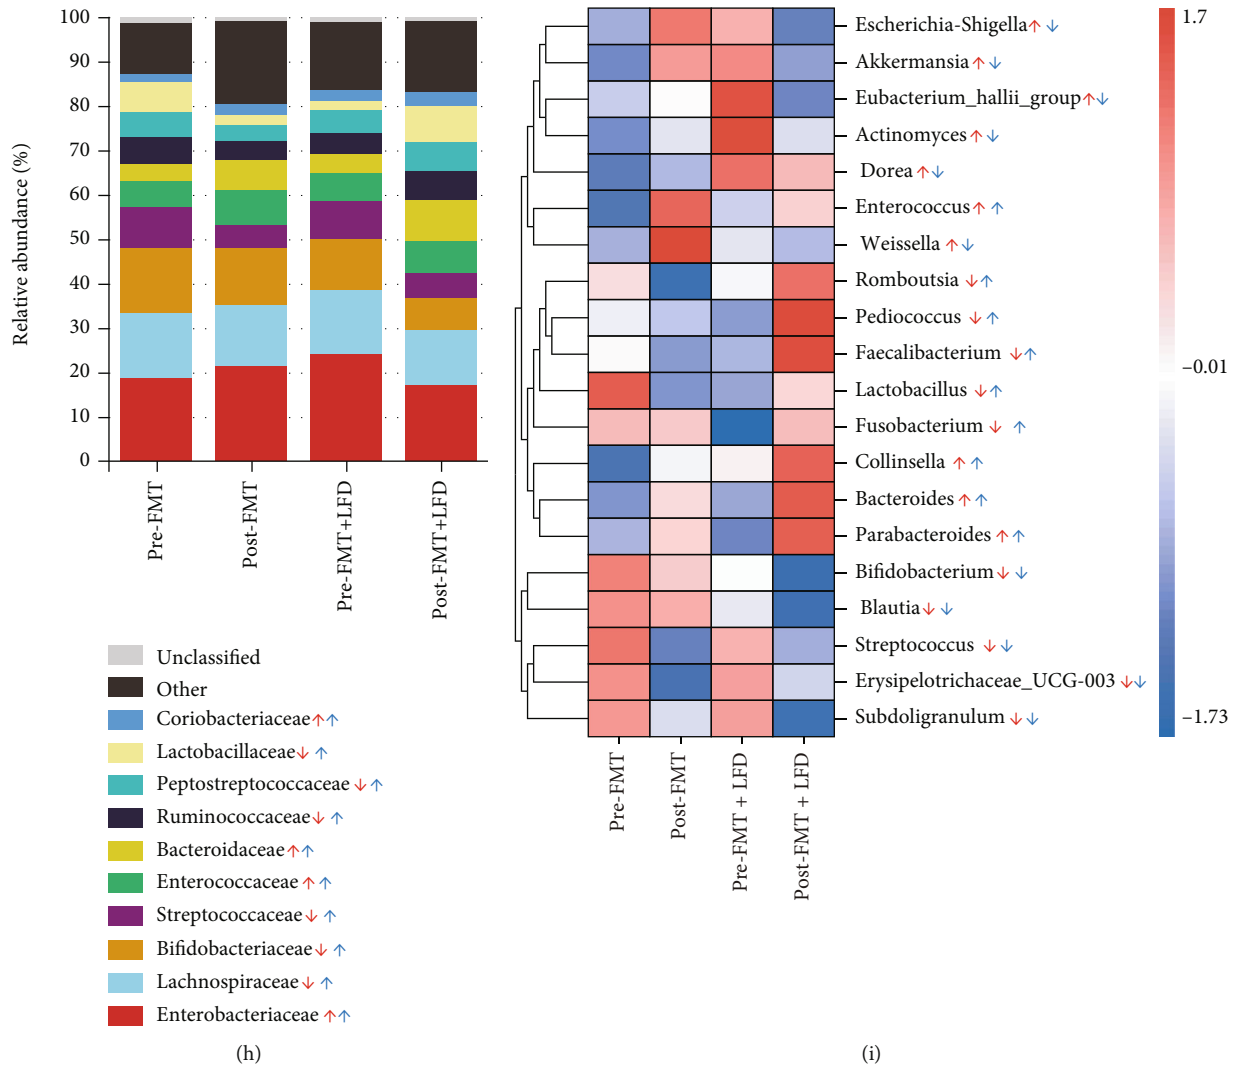 Relative abundance (%)
100
90
80
70
60
50
40
30
20
10
0
Pre-FMT
Post-FMT
Pre-FMT+LFD
Post-FMT+LFD
Unclassified
Other
Coriobacteriaceae↑↑
Lactobacillaceae↓ ↑
Peptostreptococcaceae ↓ ↑
Ruminococcaceae↓ ↑
Bacteroidaceae↑↑
Enterococcaceae ↑ ↑
Streptococcaceae ↓ ↑
Bifidobacteriaceae↓ ↑
Lachnospiraceae ↓ ↑
Enterobacteriaceae ↑↑
(h)
Escherichia-Shigella↑ ↓
Akkermansia ↑ ↓
Eubacterium_hallii_group↑↓
Actinomyces ↑ ↓
Dorea ↑↓
Enterococcus ↑ ↑
Weissella ↑↓
Romboutsia ↓↑
Pediococcus ↓ ↑
Faecalibacterium ↓↑
Lactobacillus ↓↑
Fusobacterium ↓ ↑
Collinsella ↑ ↑
Bacteroides ↑ ↑
Parabacteroides ↑↑
Bifidobacterium↓ ↓
Blautia↓ ↓
Streptococcus ↓↓
Erysipelotrichaceae_UCG-003 ↓↓
Subdoligranulum ↓ ↓
Pre-FMT
Post-FMT
Pre-FMT + LFD
Post-FMT + LFD
1.7
−0.01
−1.73
(i)